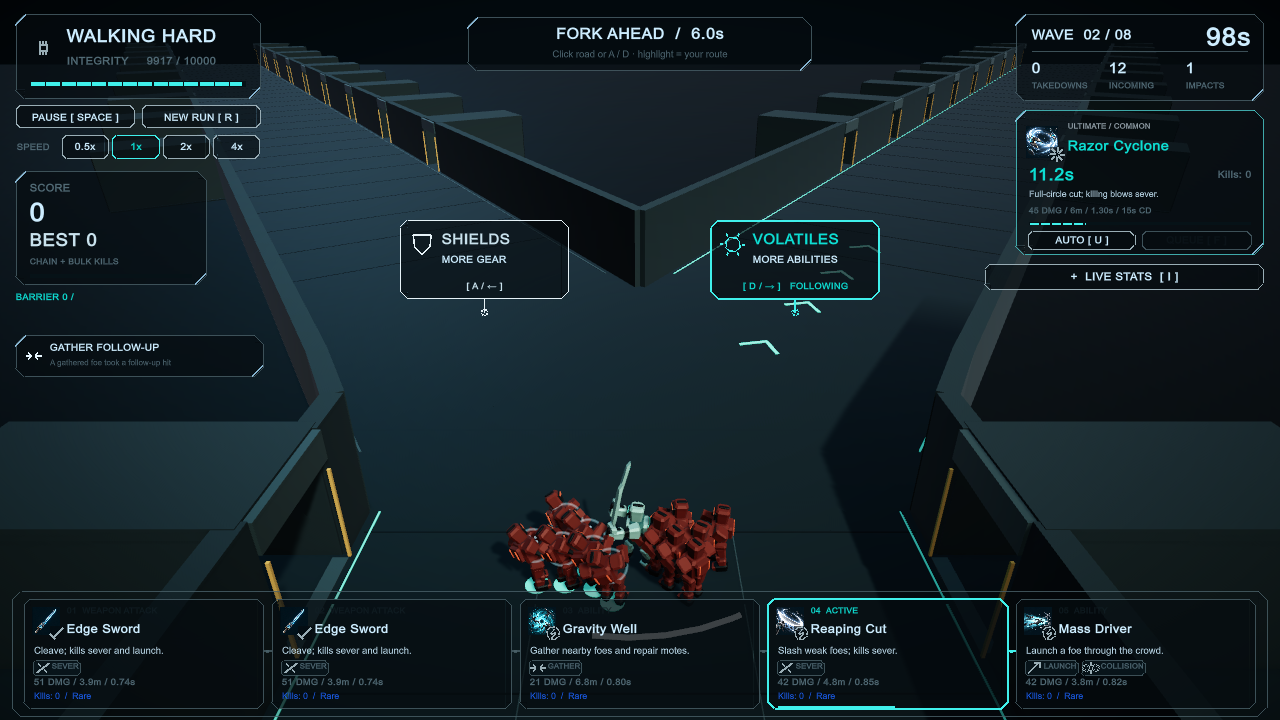 WALKING HARD
INTEGRITY 9917 / 10000
PAUSE [ SPACE ]
NEW RUN [ R ]
SPEED 0.5x 1x 2x 4x
SCORE
0
BEST 0
CHAIN + BULK KILLS
BARRIER 0 /
GATHER FOLLOW-UP
A gathered foe took a follow-up hit
FORK AHEAD / 6.0s
Click road or A / D · highlight = your route
SHIELDS
MORE GEAR
[ A / ← ]
VOLATILES
MORE ABILITIES
[ D / → ] FOLLOWING
WAVE 02 / 08 98s
0 12 1
TAKEDOWNS INCOMING IMPACTS
ULTIMATE / COMMON
Razor Cyclone
11.2s Kills: 0
Full-circle cut; killing blows sever.
45 DMG / 6m / 1.30s / 15s CD
AUTO [ U ]
+ LIVE STATS [ I ]
WEAPON ATTACK
Edge Sword
Cleave; kills sever and launch.
SEVER
51 DMG / 3.9m / 0.74s
Kills: 0 / Rare
WEAPON ATTACK
Edge Sword
Cleave; kills sever and launch.
SEVER
51 DMG / 3.9m / 0.74s
Kills: 0 / Rare
Gravity Well
Gather nearby foes and repair motes.
GATHER
21 DMG / 6.8m / 0.80s
Kills: 0 / Rare
04 ACTIVE
Reaping Cut
Slash weak foes; kills sever.
SEVER
42 DMG / 4.8m / 0.85s
Kills: 0 / Rare
Mass Driver
Launch a foe through the crowd.
LAUNCH COLLISION
42 DMG / 3.8m / 0.82s
Kills: 0 / Rare